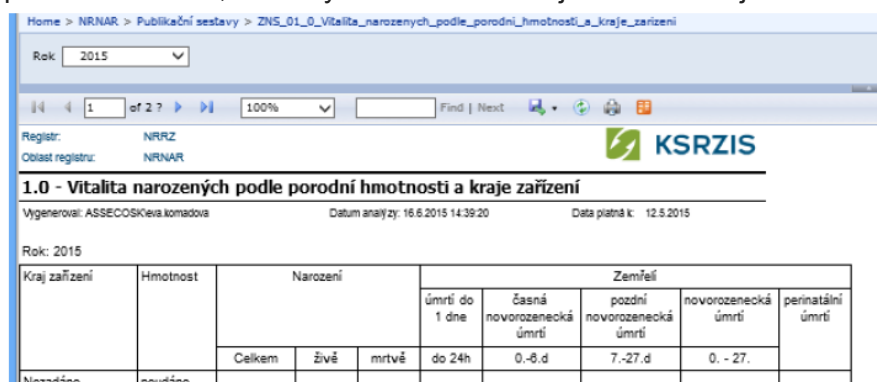 Home > NRNAR > Publikační sestavy > ZNS_01_0_Vitalita_narozenych_podle_porodni_hmotnosti_a_kraje_zarizeni
Rok 2015
1 of 2 ? 100% Find | Next
Registr: NRRZ
KSRZIS
Oblast registru: NRNAR
1.0 - Vitalita narozených podle porodní hmotnosti a kraje zařízení
Vygeneroval: ASSECOSK\eva.komadova Datum analýzy: 16.6.2015 14:39:20 Data platná k: 12.5.2015
Rok: 2015
Kraj zařízení Hmotnost Narození Zemřelí
úmrtí do 1 dne
časná novorozenecká úmrtí
pozdní novorozenecká úmrtí
novorozenecká úmrtí
perinatální úmrtí
Celkem živě mrtvě do 24h 0.-6.d 7.-27.d 0. - 27.